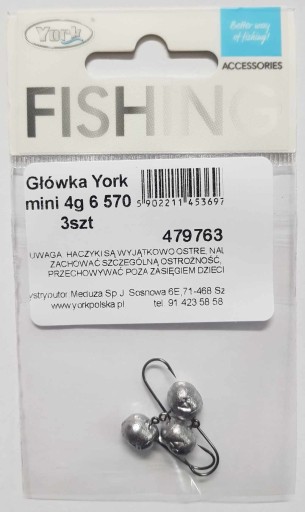 York
Better way
of fishing!
ACCESSORIES
FISHING
Główka York
mini 4g 6 570
3szt
5 902211 453697
479763
UWAGA HACZYKI SĄ WYJĄTKOWO OSTRE, NAL
ZACHOWAĆ SZCZEGÓLNĄ OSTROŻNOŚĆ,
PRZECHOWYWAĆ POZA ZASIĘGIEM DZIECI
ystrybutor Meduza Sp J Sosnowa 6E,71-468 Sz
www.yorkpolska.pl tel 91 423 58 58